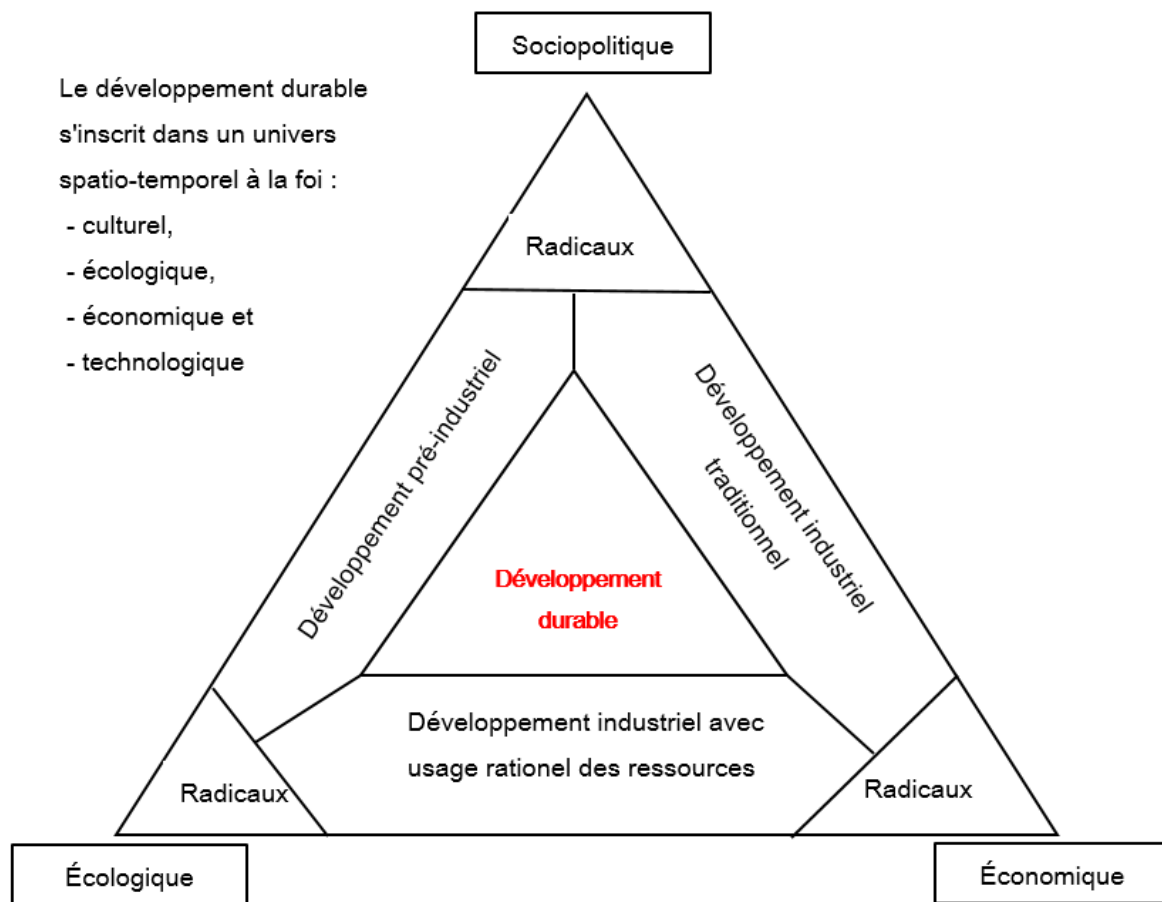 Sociopolitique
Le développement durable
s'inscrit dans un univers
spatio-temporel à la foi :
- culturel,
- écologique,
- économique et
- technologique
Radicaux
Développement pré-industriel
Développement industriel
traditionnel
Développement
durable
Développement industriel avec
usage rationel des ressources
Radicaux
Radicaux
Écologique
Économique